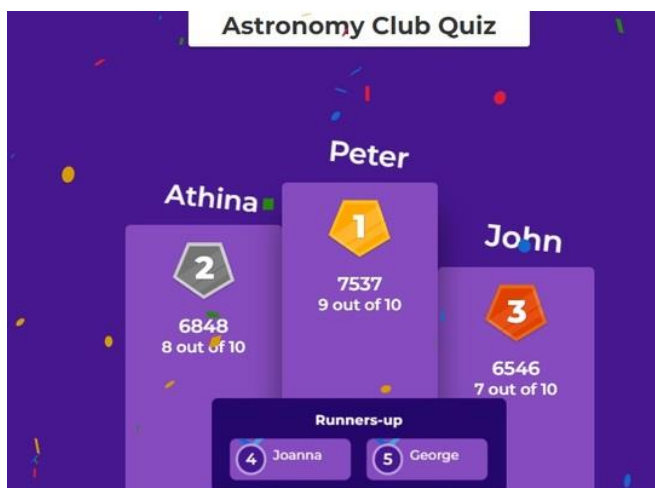 Astronomy Club Quiz
Peter
1
7537
9 out of 10
Athina
2
6848
8 out of 10
John
3
6546
7 out of 10
Runners-up
4 Joanna
5 George